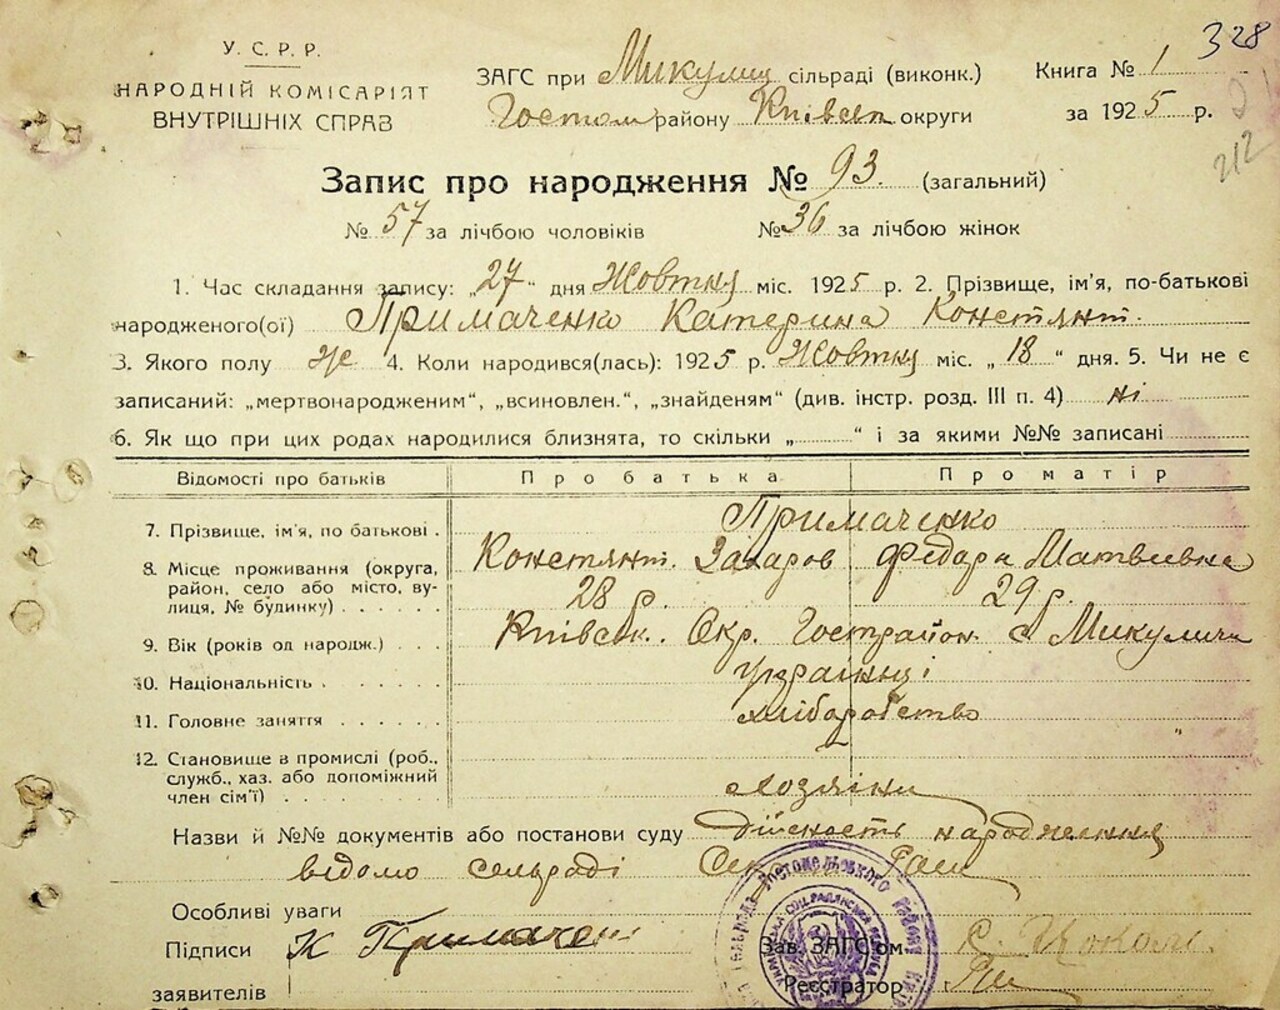 328
У. С. Р. Р.
НАРОДНІЙ КОМІСАРІЯТ
ВНУТРІШНІХ СПРАВ
ЗАГС при Микулич сільраді (виконк.)
Гостом району Київськ округи
Книга № 1
за 1925 р.
212
Запис про народження № 93. (загальний)
№ 57 за лічбою чоловіків № 36 за лічбою жінок
1. Час складання запису: „27“ дня Жовтня міс. 1925 р. 2. Прізвище, ім'я, по-батькові
народженого(ої) Примаченко Катерина Констянт.
3. Якого полу Ж 4. Коли народився(лась): 1925 р. Жовтня міс. „18“ дня. 5. Чи не є
записаний: „мертвонародженим“, „всиновлен.“, „знайденям“ (див. інстр. розд. III п. 4) ні
6. Як що при цих родах народилися близнята, то скільки „ “ і за якими №№ записані
Відомості про батьків Про батька Про матір
7. Прізвище, ім'я, по батькові . Примаченко
Констянт. Захаров Федора Матвиевна
8. Місце проживання (округа, район, село або місто, вулиця, № будинку) . . . . . .
28 р. 29 р.
9. Вік (років од народж.) . . . Київськ. Окр. Гострайон. с Микуличи
10. Національність . . . . . . Українці
11. Головне заняття . . . . . . хліборобство
12. Становище в промислі (роб., служб., хаз. або допоміжний член сім'ї) . . . . . . .
хозяіни
Назви й №№ документів або постанови суду Дійсность народження
ведомо сельраді
Особливі уваги
Підписи К Примачен
заявителів
Зав. ЗАГС'ом
Реєстратор